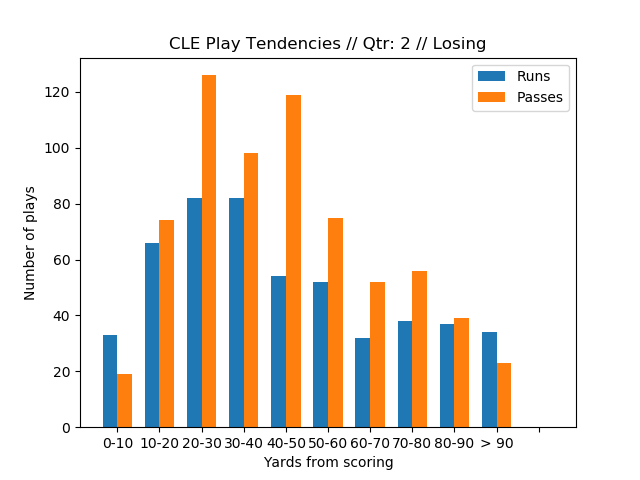 CLE Play Tendencies // Qtr: 2 // Losing
Runs
Passes
120
100
80
60
40
20
0
Number of plays
0-10 10-20 20-30 30-40 40-50 50-60 60-70 70-80 80-90 > 90
Yards from scoring